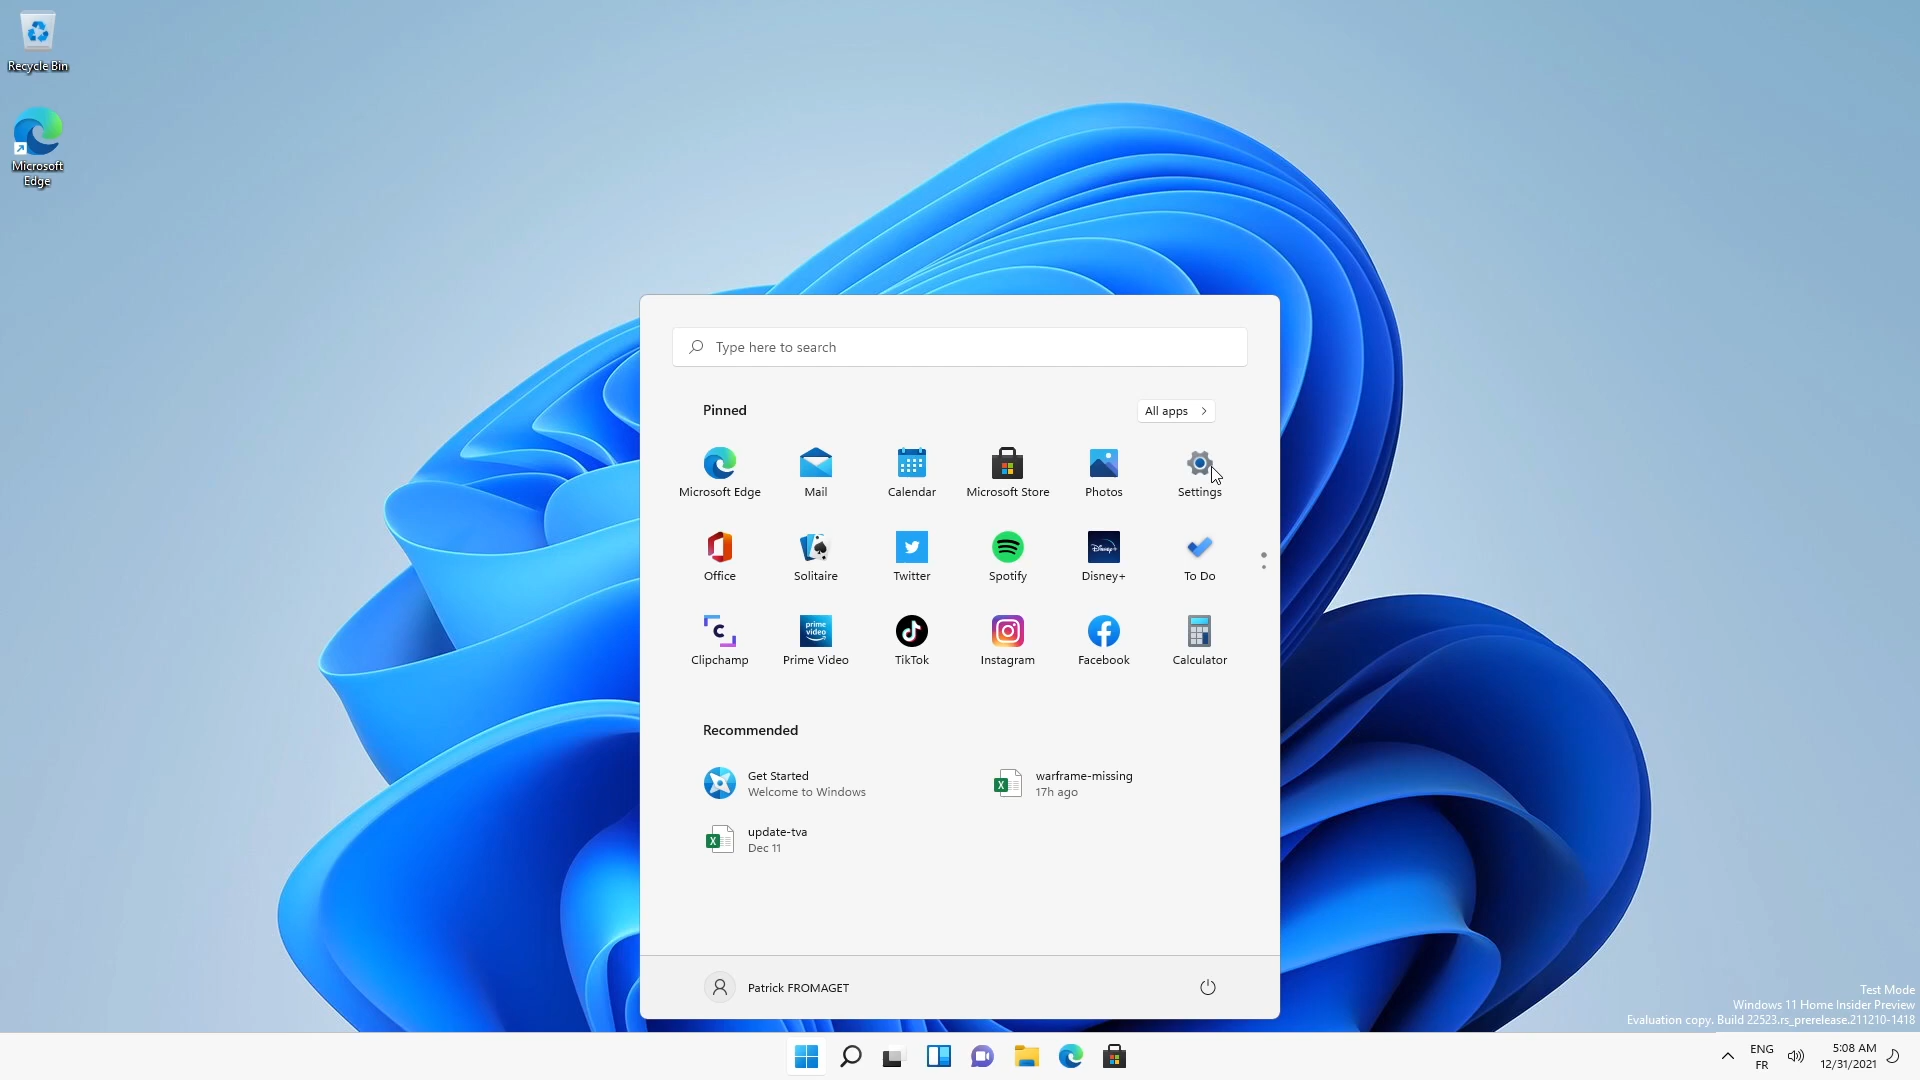 Recycle Bin
Microsoft
Edge
Type here to search
Pinned
All apps
Microsoft Edge
Mail
Calendar
Microsoft Store
Photos
Settings
Office
Solitaire
Twitter
Spotify
Disney+
To Do
Clipchamp
prime
video
Prime Video
TikTok
Instagram
Facebook
Calculator
Recommended
Get Started
Welcome to Windows
warframe-missing
17h ago
update-tva
Dec 11
Patrick FROMAGET
Test Mode
Windows 11 Home Insider Preview
Evaluation copy. Build 22523.rs_prerelease.211210-1418
ENG
FR
5:08 AM
12/31/2021